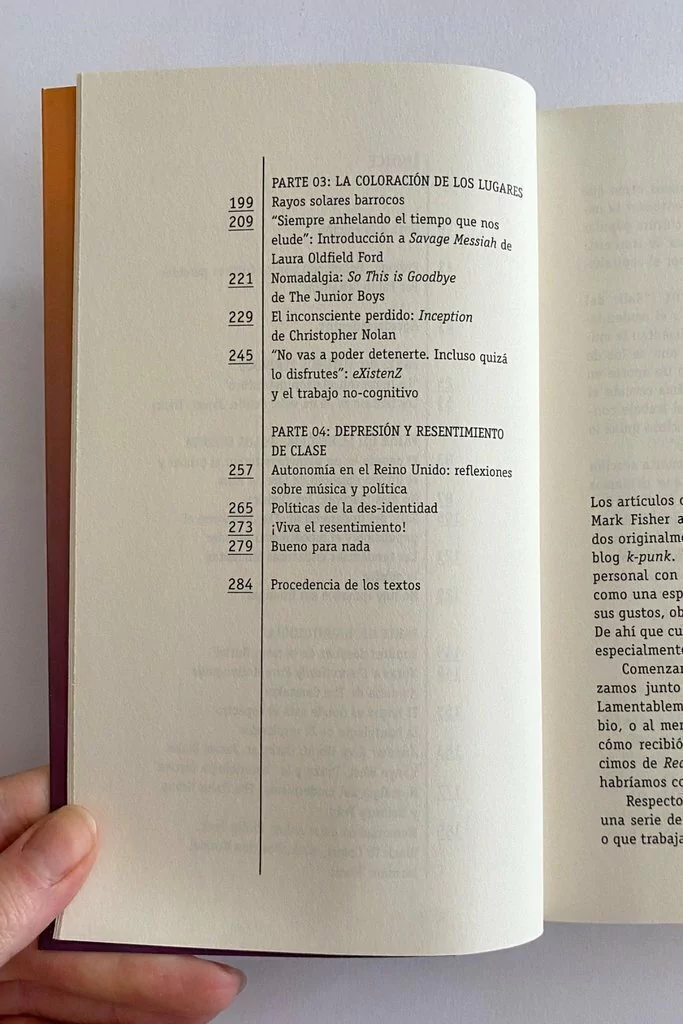 PARTE 03: LA COLORACIÓN DE LOS LUGARES
199 Rayos solares barrocos
209 “Siempre anhelando el tiempo que nos
elude”: Introducción a Savage Messiah de
Laura Oldfield Ford
221 Nomadalgia: So This is Goodbye
de The Junior Boys
229 El inconsciente perdido: Inception
de Christopher Nolan
245 “No vas a poder detenerte. Incluso quizá
lo disfrutes”: eXistenZ
y el trabajo no-cognitivo
PARTE 04: DEPRESIÓN Y RESENTIMIENTO
DE CLASE
257 Autonomía en el Reino Unido: reflexiones
sobre música y política
265 Políticas de la des-identidad
273 ¡Viva el resentimiento!
279 Bueno para nada
284 Procedencia de los textos
Los artículos
Mark Fisher
dos originalme
blog k-punk.
personal con
como una esp
sus gustos, ob
De ahí que cu
especialmente
Comenzar
zamos junto
Lamentablem
bio, o al mer
cómo recibió
cimos de Rea
habríamos co
Respecto
una serie de
o que trabaja